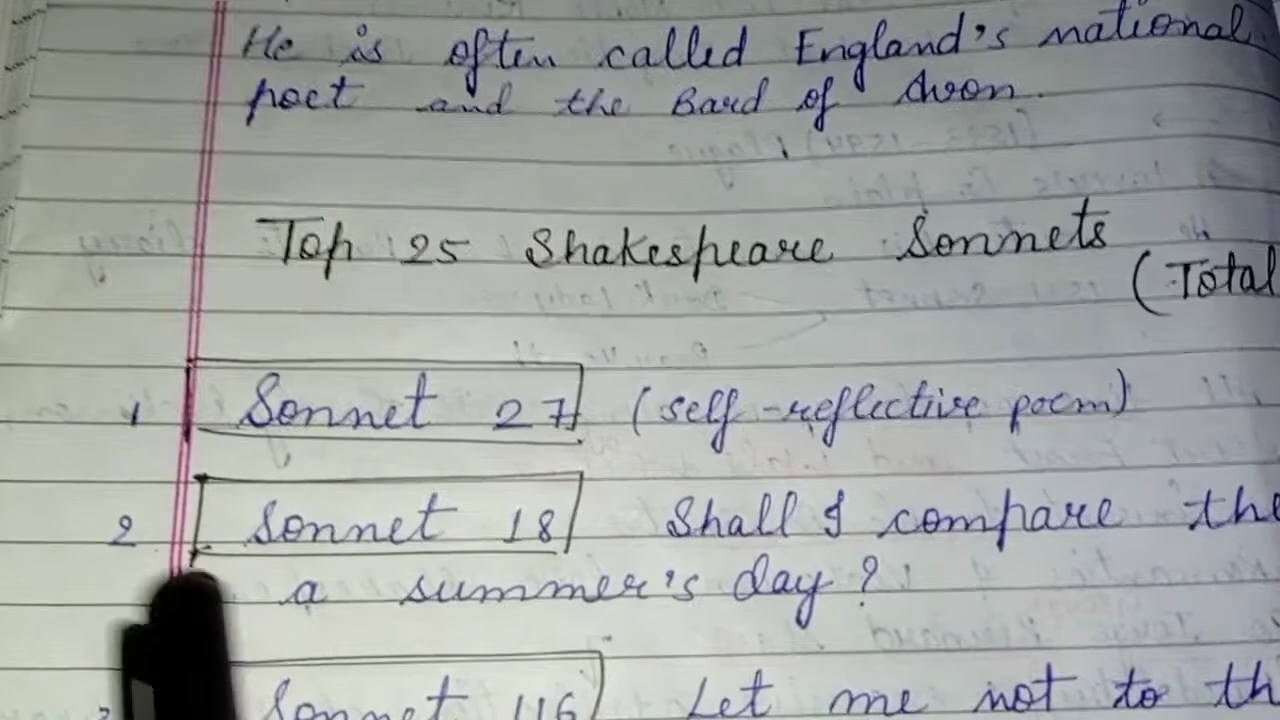 He is often called England's national
poet and the Bard of Avon.
Top 25 Shakespeare Sonnets
(Total
1 Sonnet 27 (self-reflective poem)
2 Sonnet 18 Shall I compare the
a summer's day?
Sonnet 116 Let me not to th